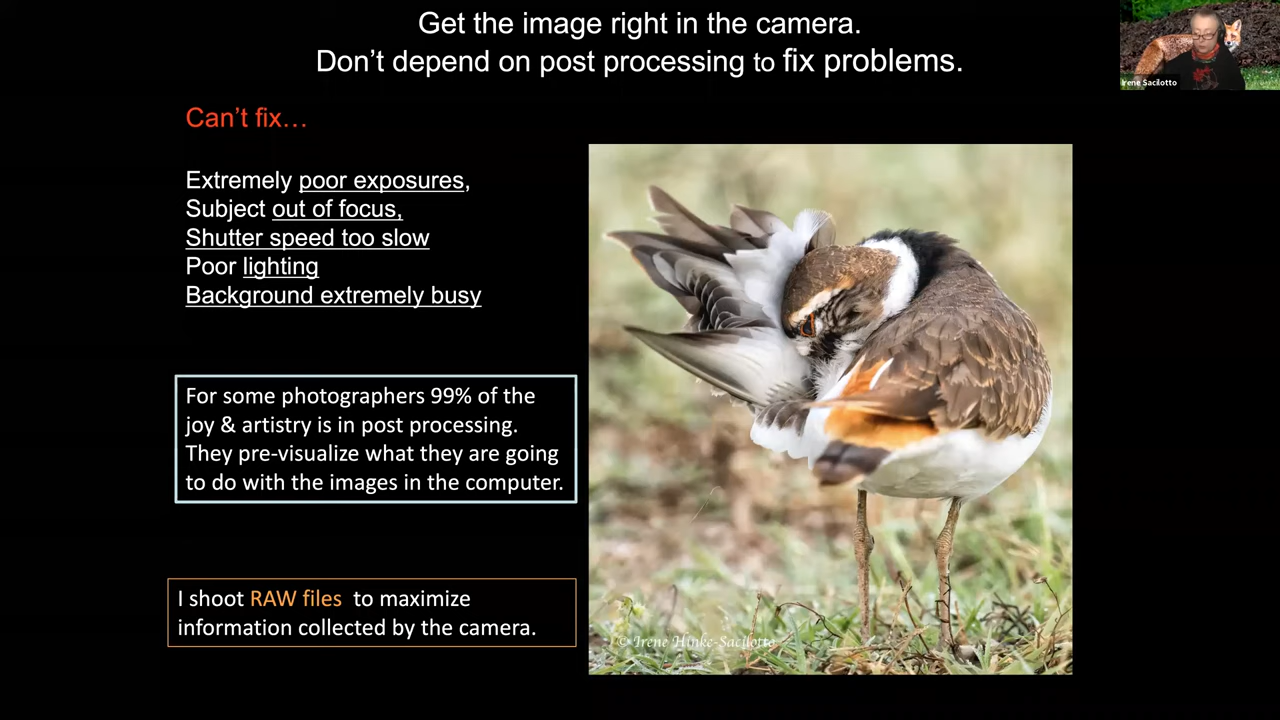 Get the image right in the camera.
Don't depend on post processing to fix problems.
Irene Sacilotto
Can't fix…
Extremely poor exposures,
Subject out of focus,
Shutter speed too slow
Poor lighting
Background extremely busy
For some photographers 99% of the
joy & artistry is in post processing.
They pre-visualize what they are going
to do with the images in the computer.
I shoot RAW files to maximize
information collected by the camera.
© Irene Hinke-Sacilotto